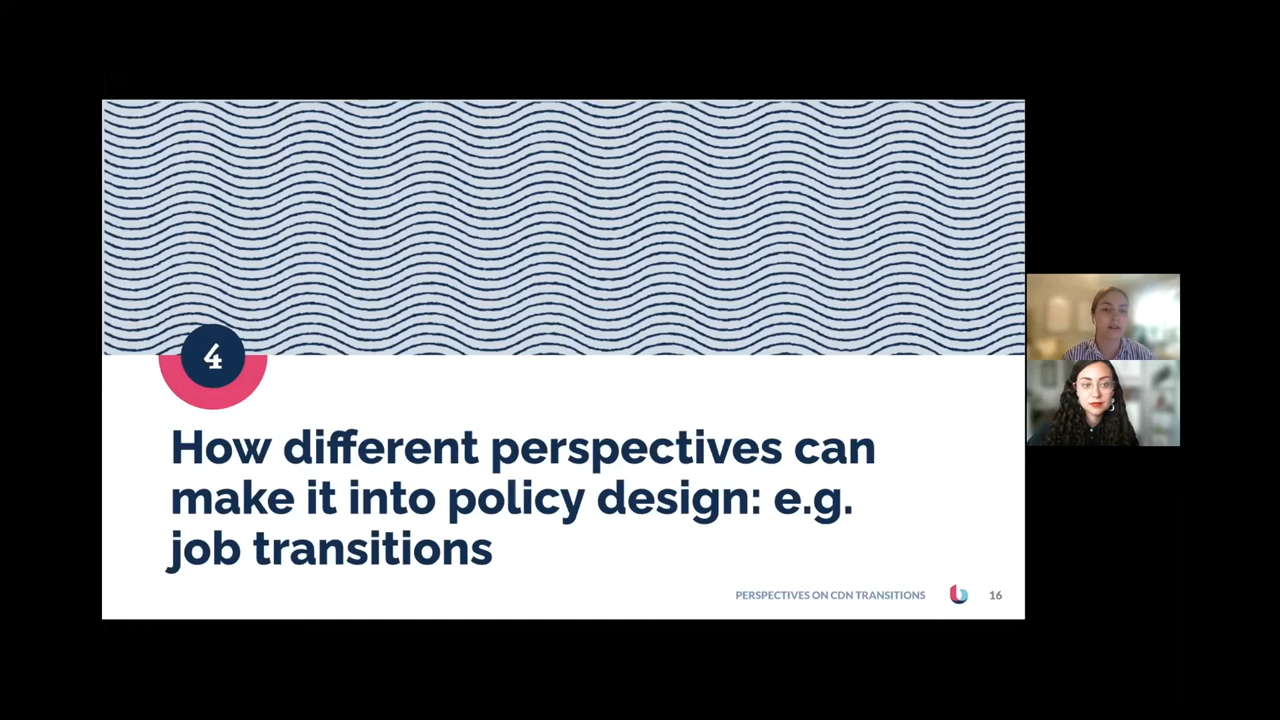 4
How different perspectives can
make it into policy design: e.g.
job transitions
PERSPECTIVES ON CDN TRANSITIONS 16